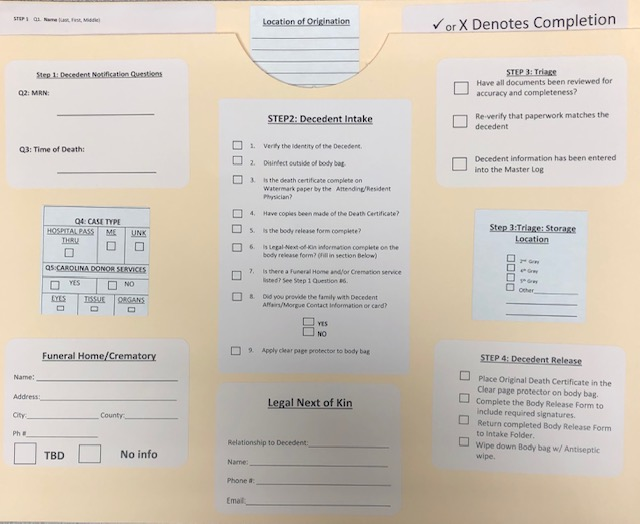 STEP 1 Q1. Name (Last, First, Middle)
Location of Origination
✓ or X Denotes Completion
Step 1: Decedent Notification Questions
Q2: MRN:
Q3: Time of Death:
Q4: CASE TYPE
HOSPITAL PASS THRU
ME
UNK
Q5:CAROLINA DONOR SERVICES
YES
NO
EYES
TISSUE
ORGANS
Funeral Home/Crematory
Name:
Address:
City:
County:
Ph #
TBD
No info
STEP2: Decedent Intake
1. Verify the Identity of the Decedent.
2. Disinfect outside of body bag.
3. Is the death certificate complete on
Watermark paper by the Attending/Resident
Physician?
4. Have copies been made of the Death Certificate?
5. Is the body release form complete?
6. Is Legal-Next-of-Kin information complete on the
body release form? (Fill in section Below)
7. Is there a Funeral Home and/or Cremation service
listed? See Step 1 Question #6.
8. Did you provide the family with Decedent
Affairs/Morgue Contact Information or card?
YES
NO
9. Apply clear page protector to body bag
Legal Next of Kin
Relationship to Decedent:
Name:
Phone #:
Email:
STEP 3: Triage
Have all documents been reviewed for
accuracy and completeness?
Re-verify that paperwork matches the
decedent
Decedent information has been entered
into the Master Log
Step 3:Triage: Storage
Location
2ⁿᵈ Gray
4ᵗʰ Gray
5ᵗʰ Gray
Other
STEP 4: Decedent Release
Place Original Death Certificate in the
Clear page protection on body bag.
Complete the Body Release Form to
include required signatures.
Return completed Body Release Form
to Intake Folder.
Wipe down Body bag w/ Antiseptic
wipe.